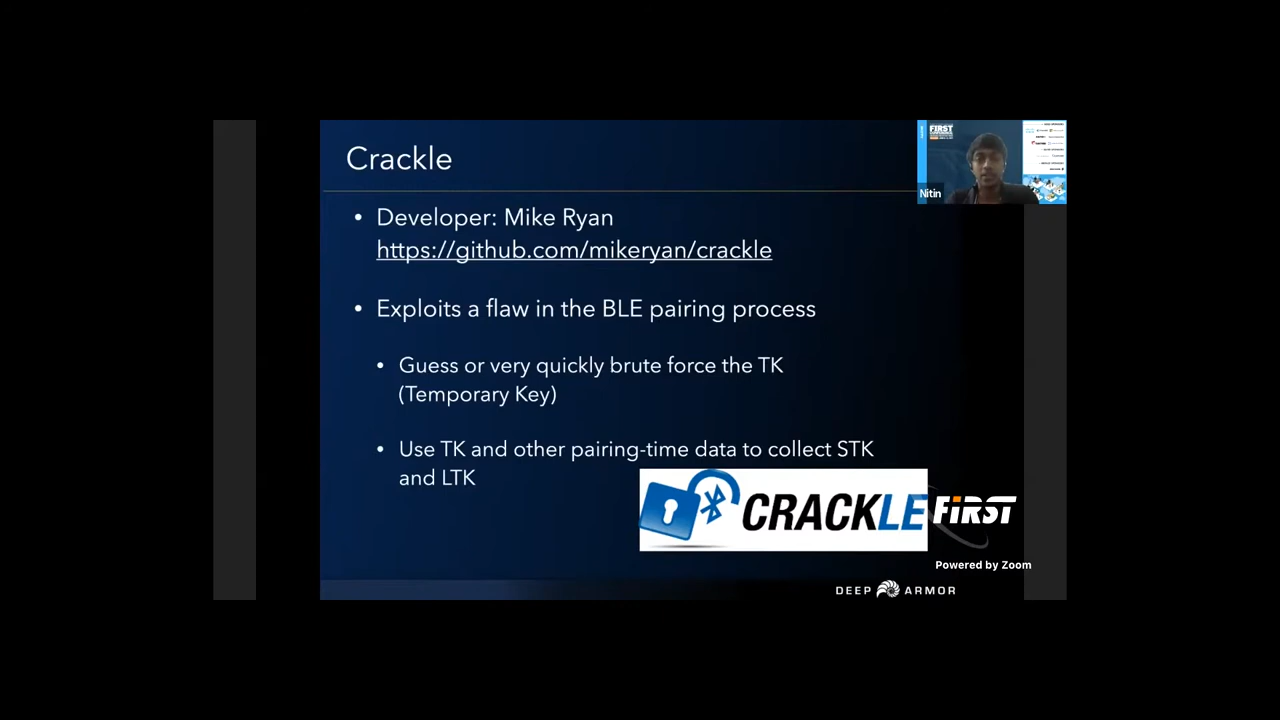 Crackle
FIRST
Nitin
• Developer: Mike Ryan
https://github.com/mikeryan/crackle
• Exploits a flaw in the BLE pairing process
• Guess or very quickly brute force the TK
(Temporary Key)
• Use TK and other pairing-time data to collect STK
and LTK
CRACKLE
FIRST
Powered by Zoom
DEEP ARMOR